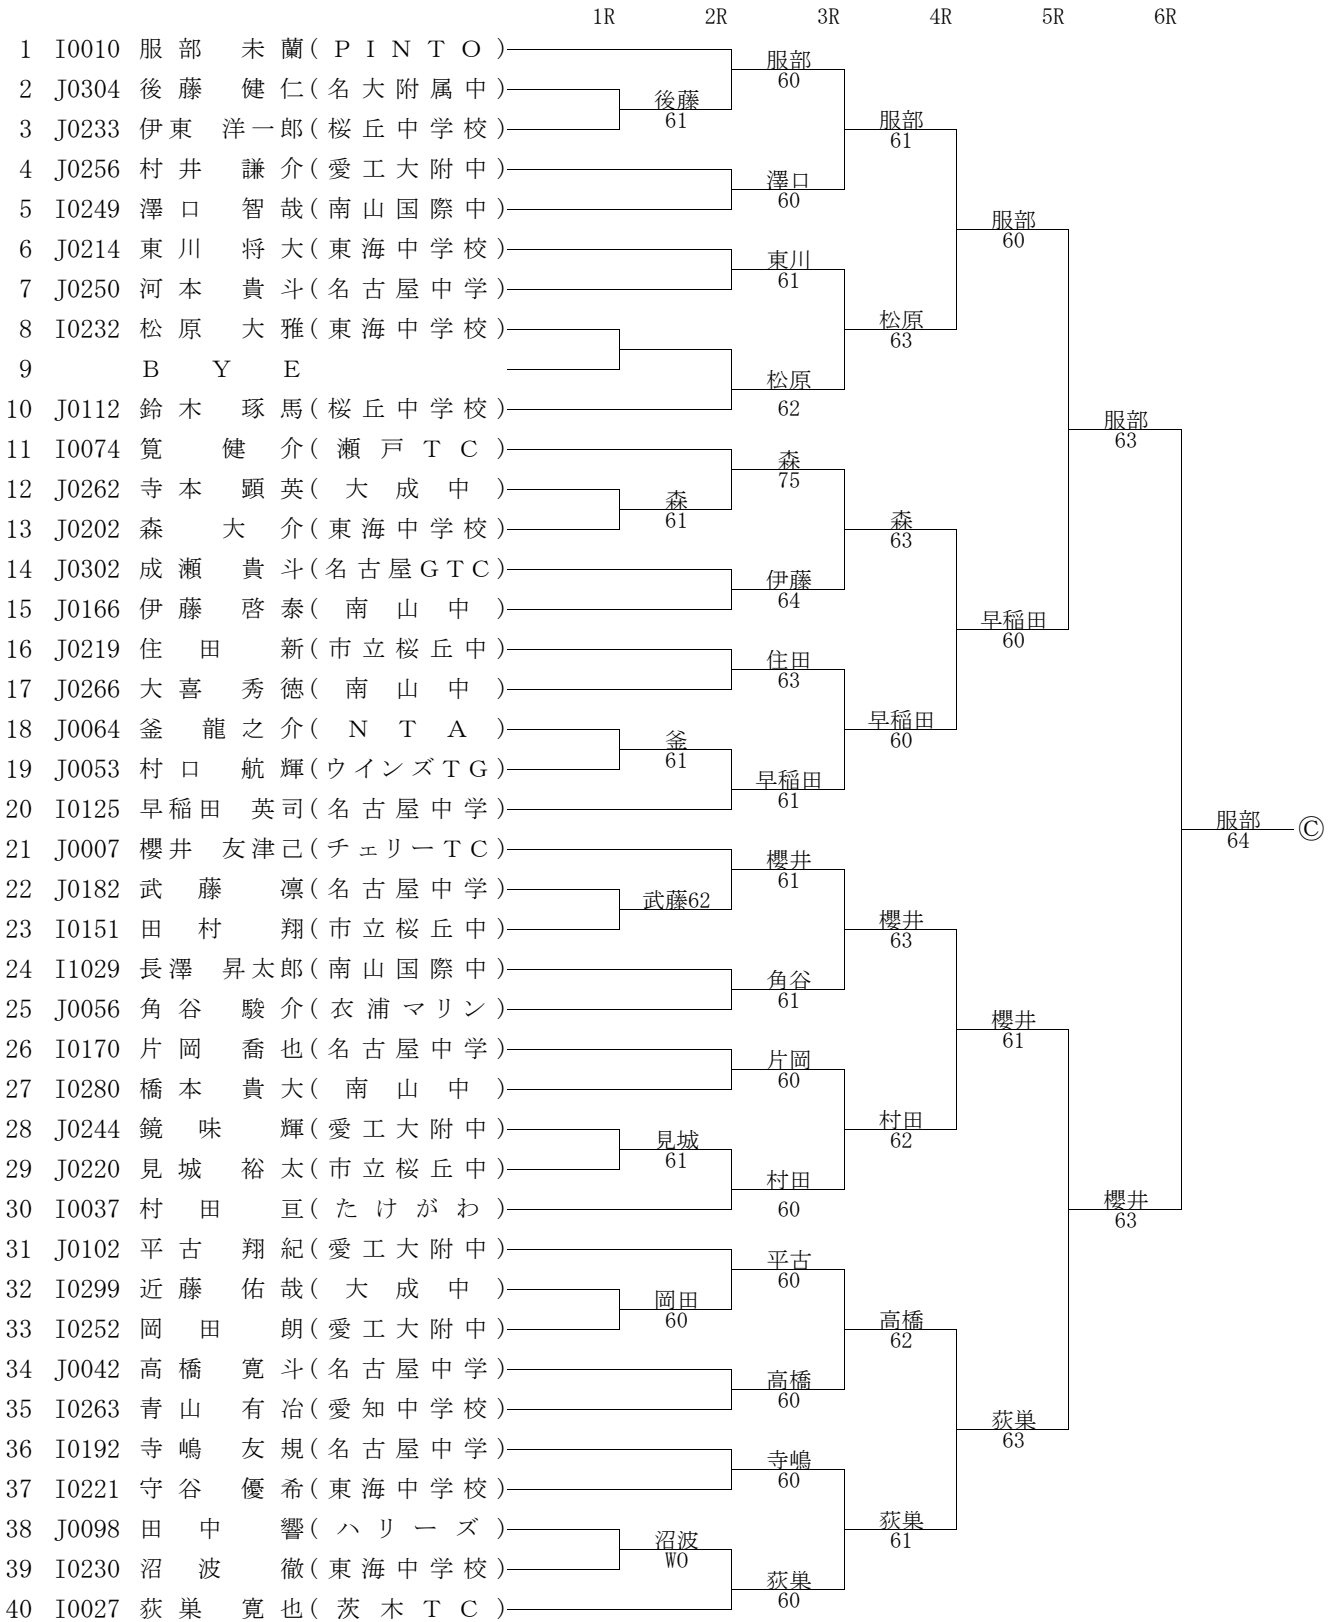 1R 2R 3R 4R 5R 6R
1 I0010 服部 未蘭(PINTO)
服部
60
2 J0304 後藤 健仁(名大附属中)
後藤
61
3 J0233 伊東 洋一郎(桜丘中学校)
服部
61
4 J0256 村井 謙介(愛工大附中)
澤口
60
5 I0249 澤口 智哉(南山国際中)
服部
60
6 J0214 東川 将大(東海中学校)
東川
61
7 J0250 河本 貴斗(名古屋中学)
8 I0232 松原 大雅(東海中学校)
松原
63
9 BYE
松原
62
10 J0112 鈴木 琢馬(桜丘中学校)
服部
63
11 I0074 筧 健介(瀬戸TC)
森
75
12 J0262 寺本 顕英(大成中)
森
61
13 J0202 森 大介(東海中学校)
森
63
14 J0302 成瀬 貴斗(名古屋GTC)
伊藤
64
15 J0166 伊藤 啓泰(南山中)
早稲田
60
16 J0219 住田 新(市立桜丘中)
住田
63
17 J0266 大喜 秀徳(南山中)
18 J0064 釜 龍之介(NTA)
早稲田
60
釜
61
19 J0053 村口 航輝(ウインズTG)
早稲田
61
20 I0125 早稲田 英司(名古屋中学)
服部
64
©
21 J0007 櫻井 友津己(チェリーTC)
櫻井
61
22 J0182 武藤 凛(名古屋中学)
武藤62
23 I0151 田村 翔(市立桜丘中)
櫻井
63
24 I1029 長澤 昇太郎(南山国際中)
角谷
61
25 J0056 角谷 駿介(衣浦マリン)
櫻井
61
26 I0170 片岡 喬也(名古屋中学)
片岡
60
27 I0280 橋本 貴大(南山中)
28 J0244 鏡味 輝(愛工大附中)
村田
62
見城
61
29 J0220 見城 裕太(市立桜丘中)
村田
60
30 I0037 村田 亘(たけがわ)
櫻井
63
31 J0102 平古 翔紀(愛工大附中)
平古
60
32 I0299 近藤 佑哉(大成中)
岡田
60
33 I0252 岡田 朗(愛工大附中)
高橋
62
34 J0042 高橋 寛斗(名古屋中学)
高橋
60
35 I0263 青山 有冶(愛知中学校)
荻巣
63
36 I0192 寺嶋 友規(名古屋中学)
寺嶋
60
37 I0221 守谷 優希(東海中学校)
38 J0098 田中 響(ハリーズ)
荻巣
61
沼波
WO
39 I0230 沼波 徹(東海中学校)
荻巣
60
40 I0027 荻巣 寛也(茨木TC)